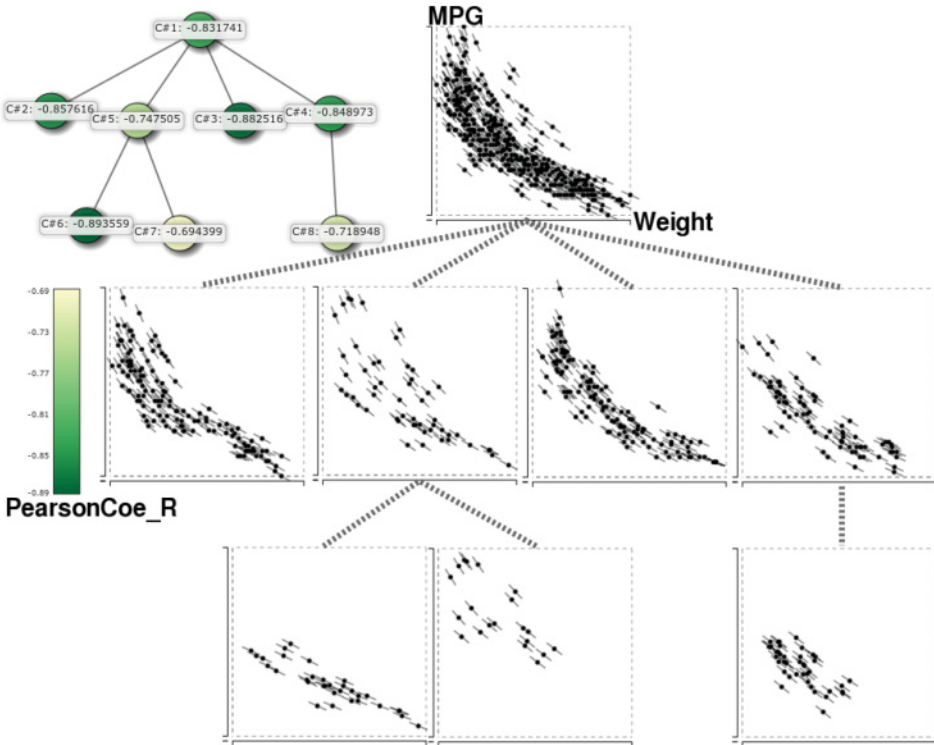 MPG
C#1: -0.831741
C#2: -0.857616
C#5: -0.747505
C#3: -0.882516
C#4: -0.848973
C#6: -0.893559
C#7: -0.694399
C#8: -0.718948
Weight
-0.69
-0.73
-0.77
-0.81
-0.85
-0.89
PearsonCoe_R